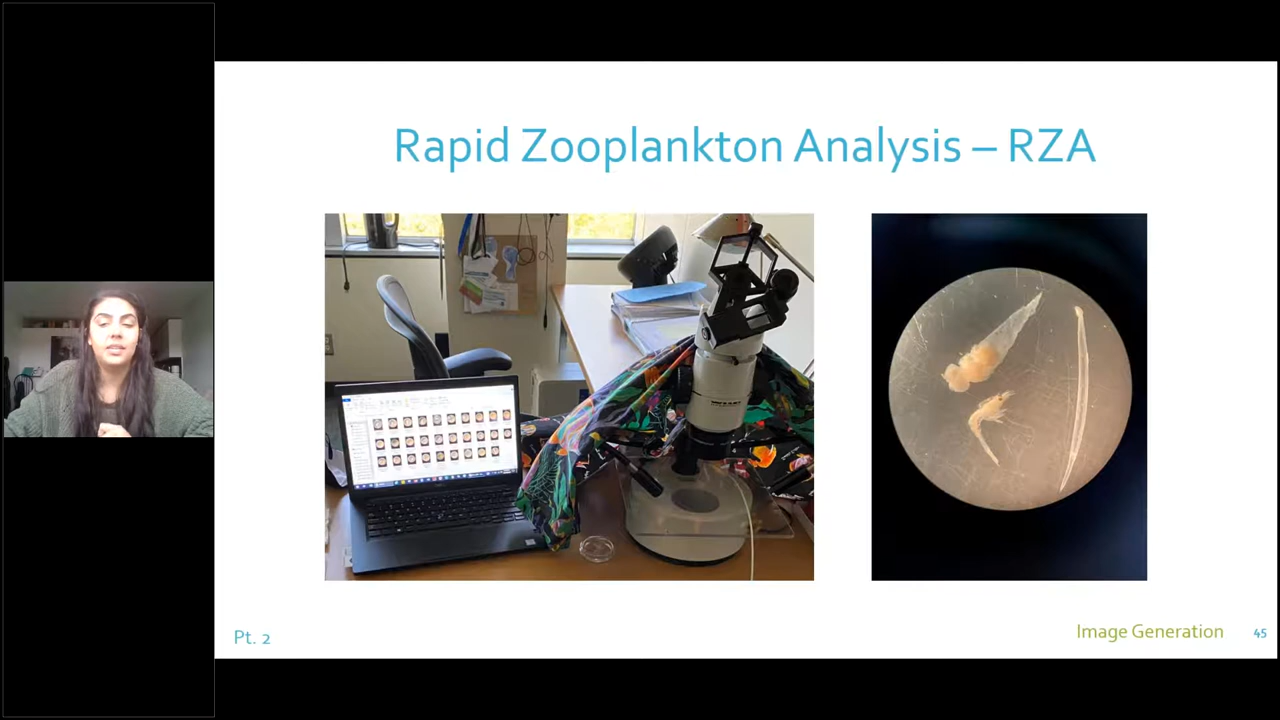 Rapid Zooplankton Analysis – RZA
Pt. 2
Image Generation
45